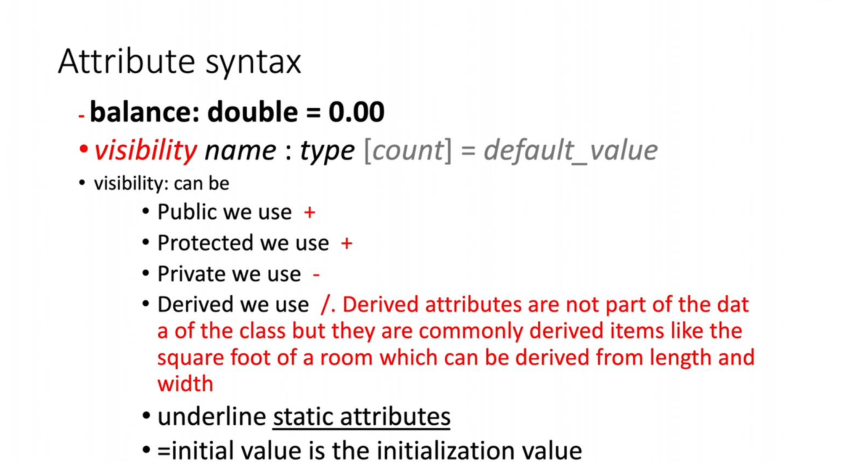 Attribute syntax
- balance: double = 0.00
• visibility name : type [count] = default_value
• visibility: can be
• Public we use +
• Protected we use +
• Private we use -
• Derived we use /. Derived attributes are not part of the dat
a of the class but they are commonly derived items like the
square foot of a room which can be derived from length and
width
• underline static attributes
• =initial value is the initialization value